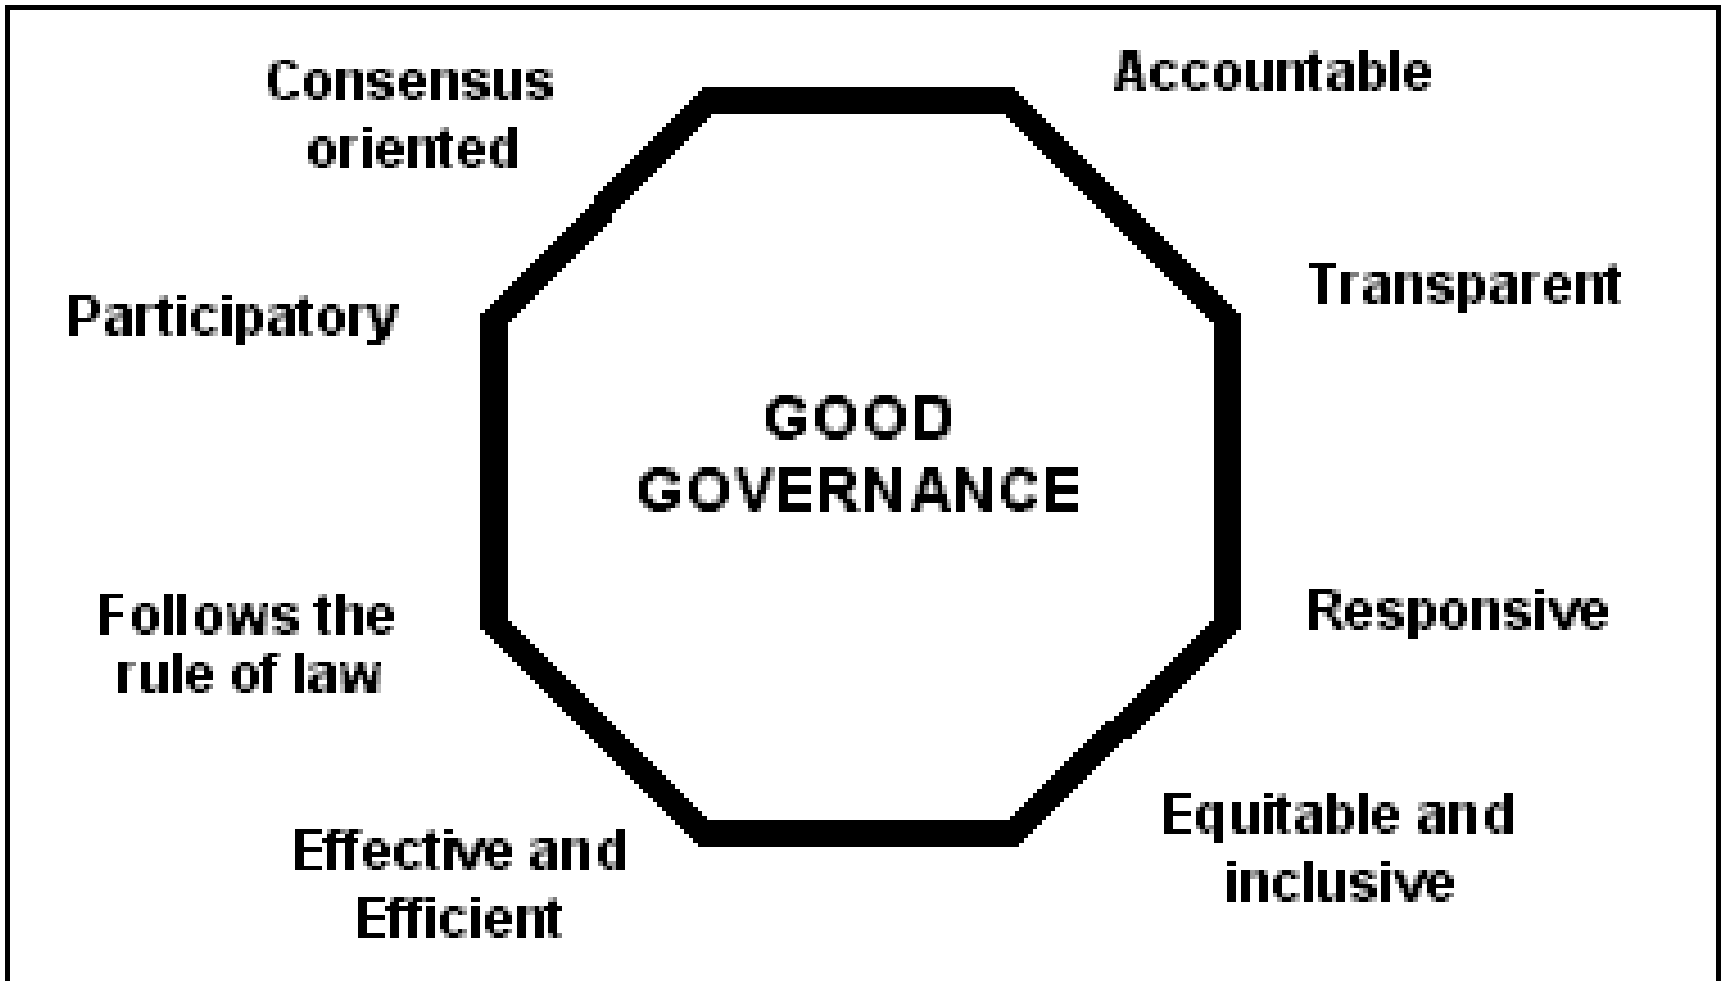 Consensus
oriented
Accountable
Participatory
Transparent
GOOD
GOVERNANCE
Follows the
rule of law
Responsive
Effective and
Efficient
Equitable and
inclusive